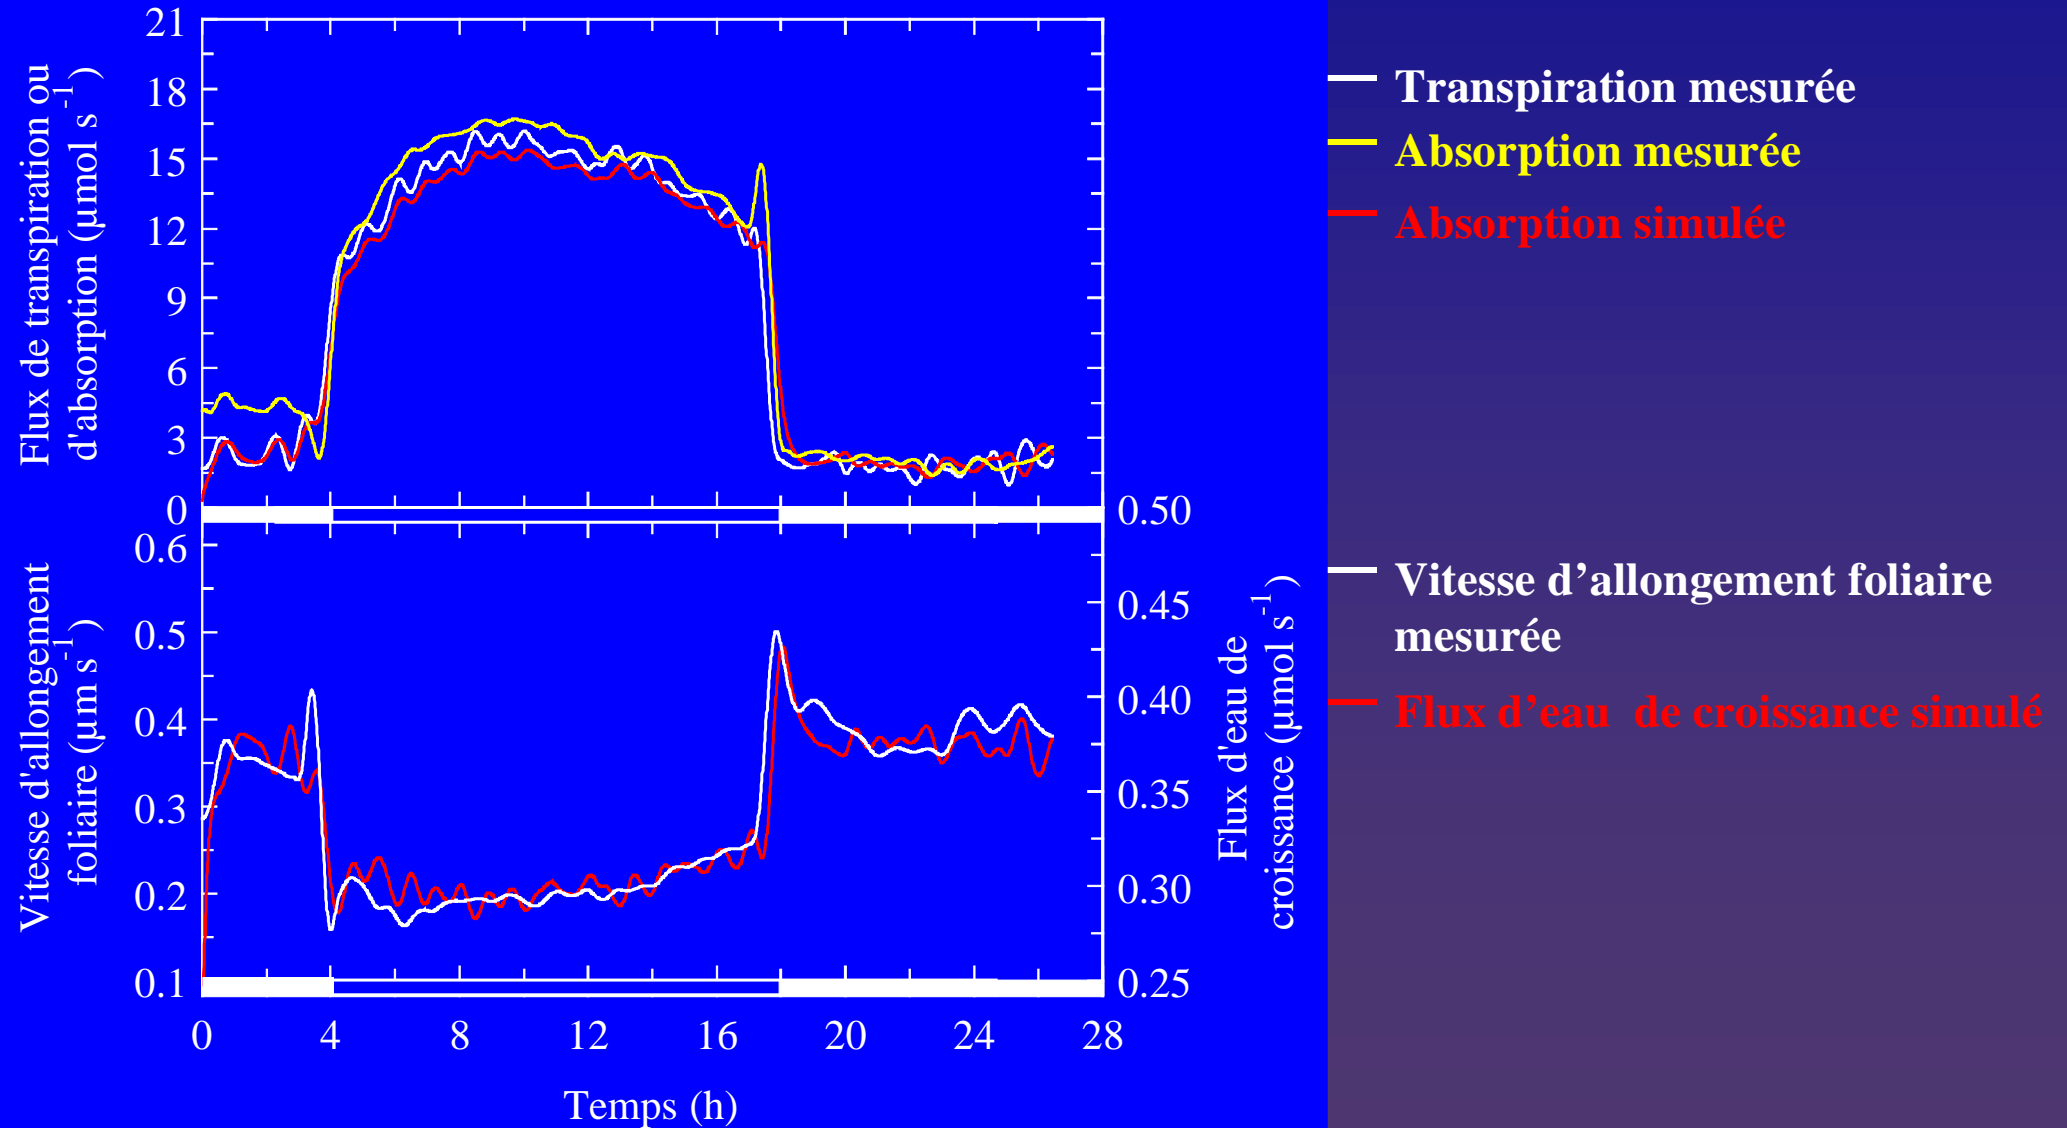 Flux de transpiration ou
d'absorption (µmol s-1)
21
18
15
12
9
6
3
0
Transpiration mesurée
Absorption mesurée
Absorption simulée
Vitesse d'allongement
foliaire (µm s-1)
0.6
0.5
0.4
0.3
0.2
0.1
0.50
0.45
0.40
0.35
0.30
0.25
Flux d'eau de
croissance (µmol s-1)
Vitesse d’allongement foliaire
mesurée
Flux d’eau de croissance simulé
0 4 8 12 16 20 24 28
Temps (h)